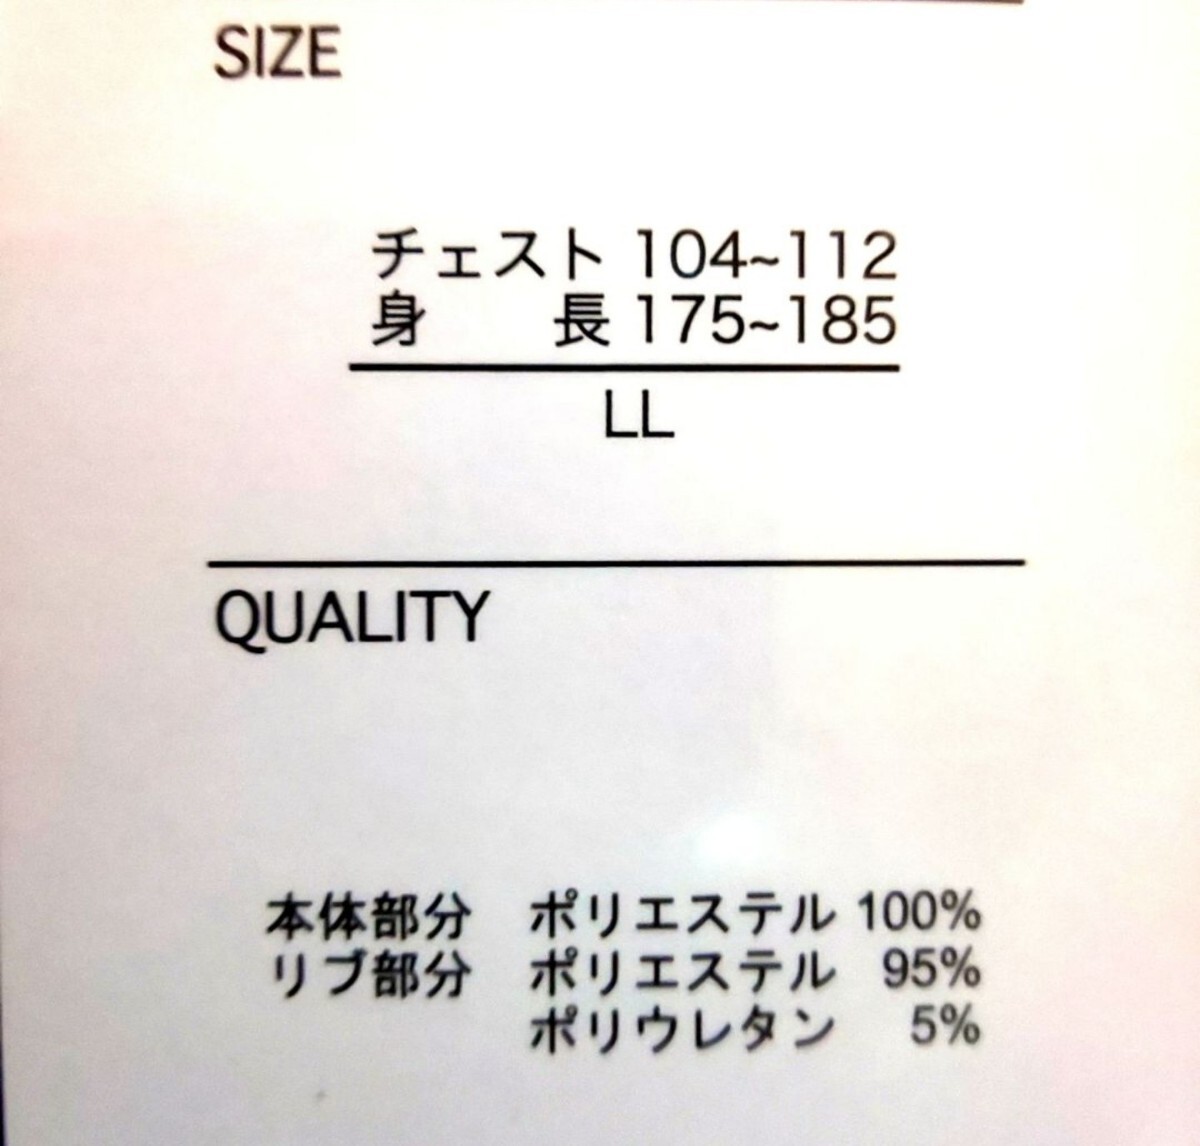 SIZE
チェスト 104~112
身　　長 175~185
LL
QUALITY
本体部分　ポリエステル 100%
リブ部分　ポリエステル 95%
ポリウレタン 5%